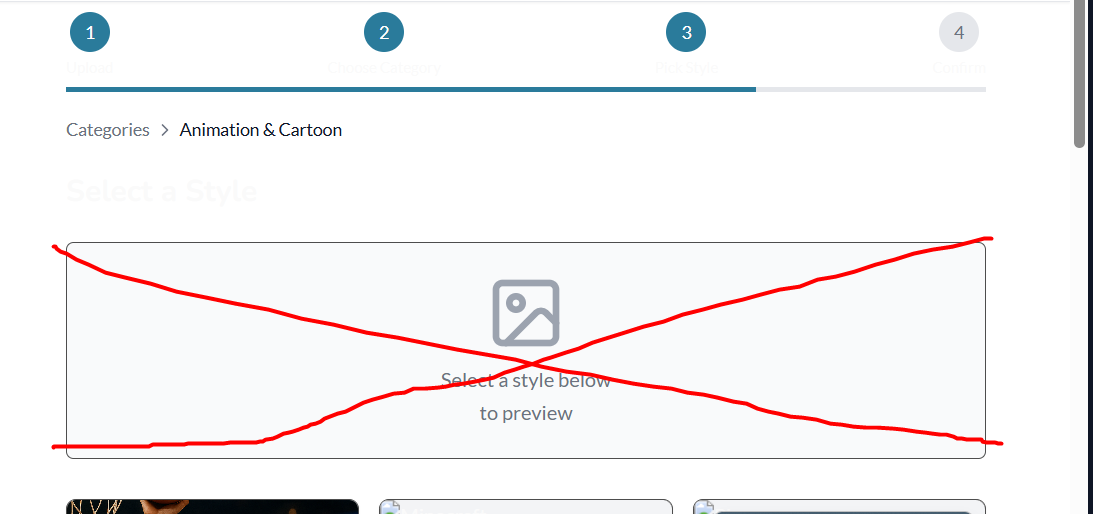 1 2 3 4
Upload Choose Category Pick Style Confirm
Categories > Animation & Cartoon
Select a Style
Select a style below
to preview